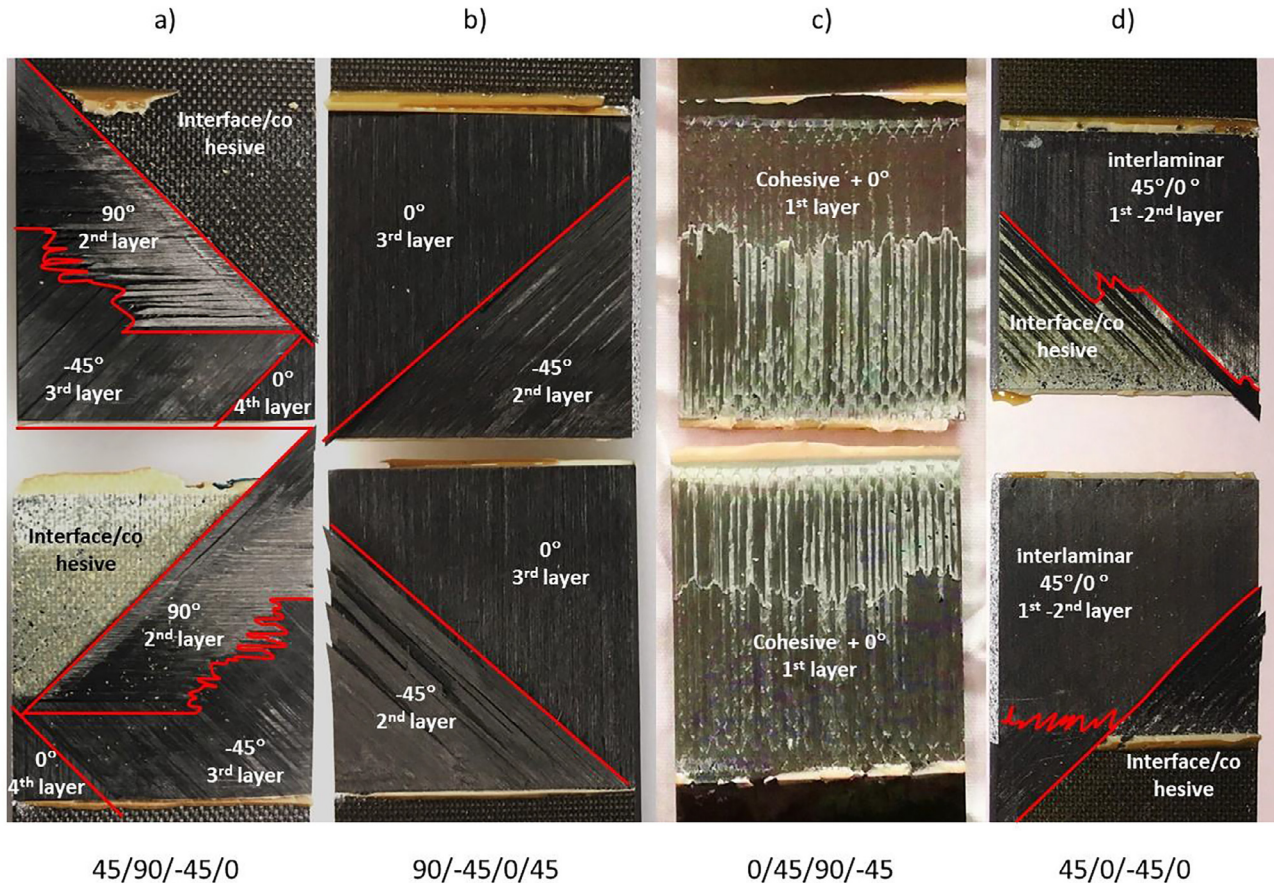 a)
b)
c)
d)
Interface/co
hesive
90°
2nd layer
-45°
3rd layer
0°
4th layer
Interface/co
hesive
90°
2nd layer
0°
4th layer
-45°
3rd layer
0°
3rd layer
-45°
2nd layer
0°
3rd layer
-45°
2nd layer
Cohesive + 0°
1st layer
Cohesive + 0°
1st layer
interlaminar
45°/0 °
1st -2nd layer
Interface/co
hesive
interlaminar
45°/0 °
1st -2nd layer
Interface/co
hesive
45/90/-45/0
90/-45/0/45
0/45/90/-45
45/0/-45/0